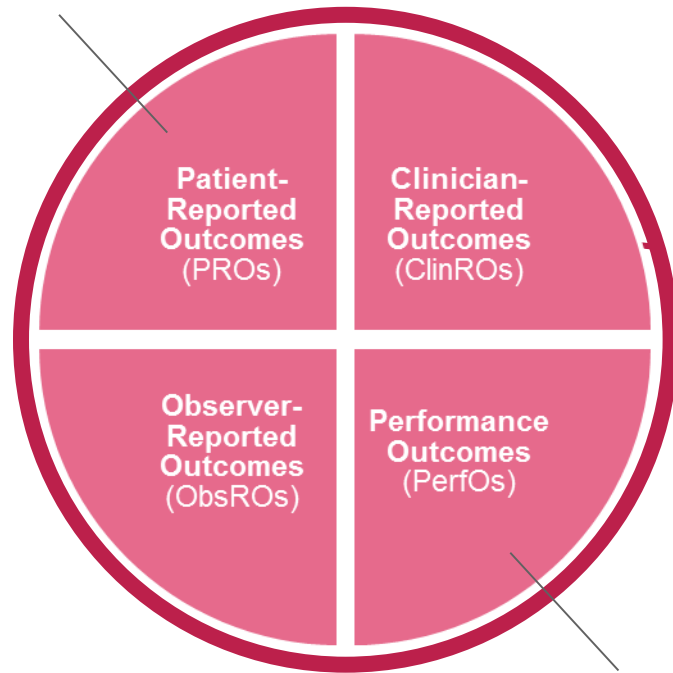 Patient-
Reported
Outcomes
(PROs)
Clinician-
Reported
Outcomes
(ClinROs)
Observer-
Reported
Outcomes
(ObsROs)
Performance
Outcomes
(PerfOs)